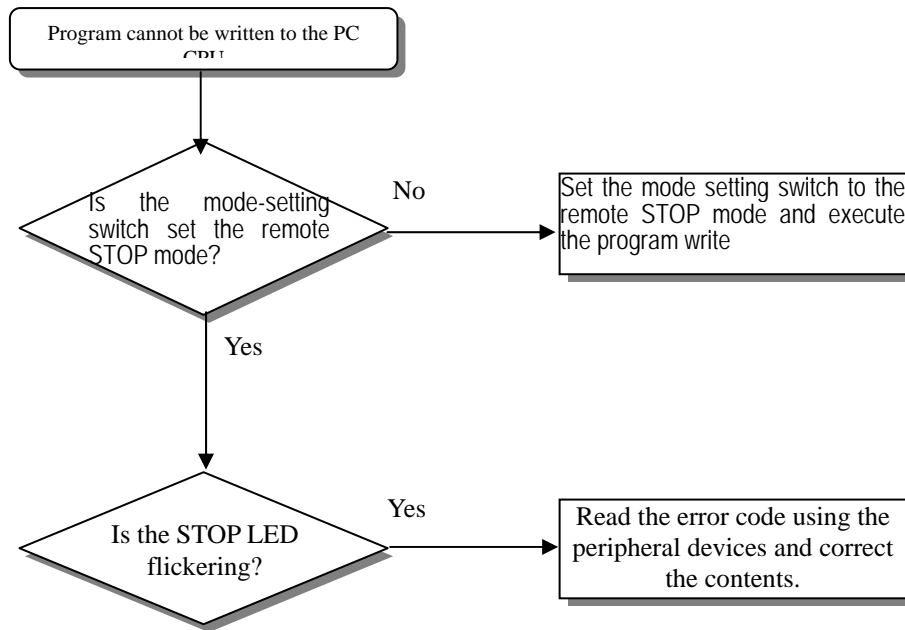 Program cannot be written to the PC
CPU
Is the mode-setting
switch set the remote
STOP mode?
No
Set the mode setting switch to the
remote STOP mode and execute
the program write
Yes
Is the STOP LED
flickering?
Yes
Read the error code using the
peripheral devices and correct
the contents.